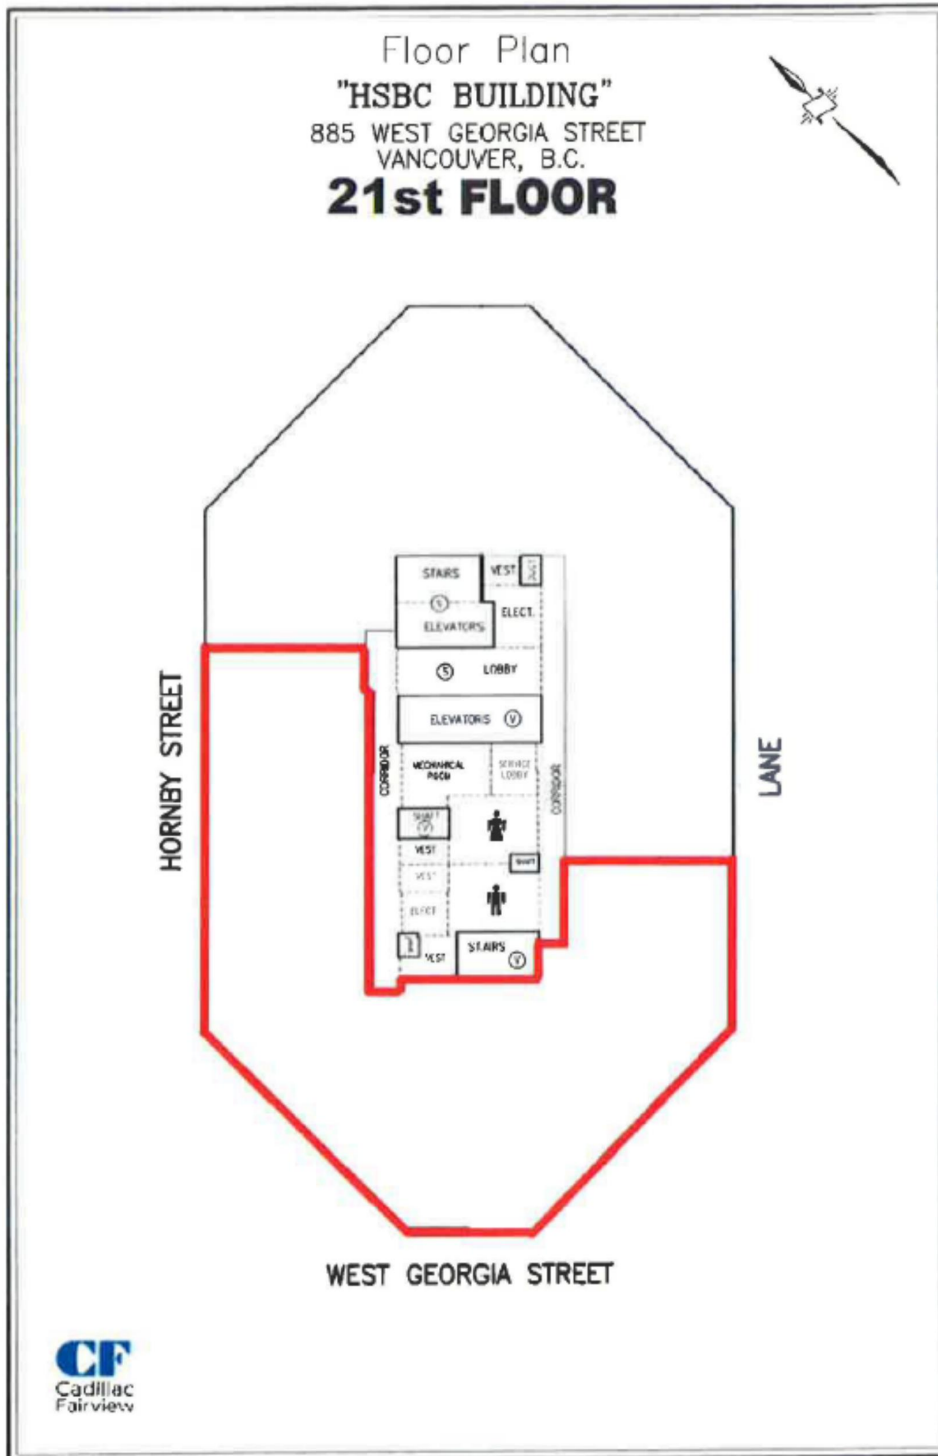 Floor Plan
"HSBC BUILDING"
885 WEST GEORGIA STREET
VANCOUVER, B.C.
21st FLOOR
STAIRS
VEST.
S
ELECT.
ELEVATORS
S LOBBY
HORNBY STREET
ELEVATORS V
LANE
CORRIDOR
MECHANICAL
ROOM
SERVICE
LOBBY
CORRIDOR
SHAFT
V
VEST
SHAFT
VEST
ELECT.
STAIRS
VEST
V
WEST GEORGIA STREET
CF
Cadillac
Fairview